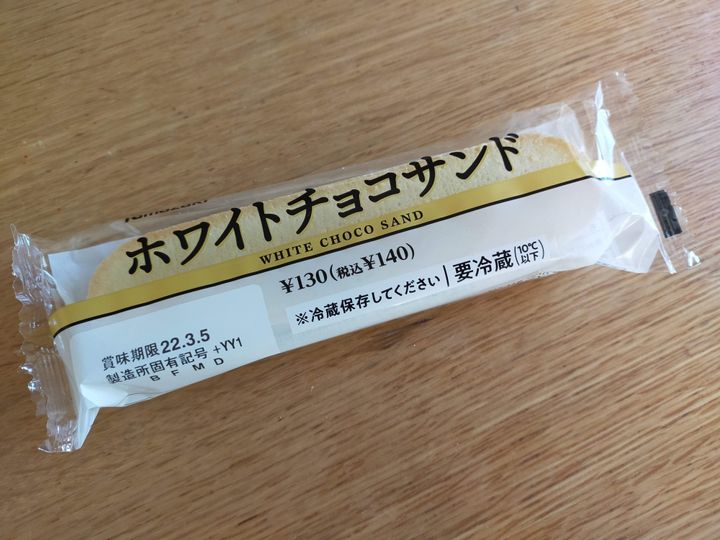 Yamazaki
ホワイトチョコサンド
WHITE CHOCO SAND
¥130(税込¥140)
※冷蔵保存してください 要冷蔵(10℃以下)
賞味期限22.3.5
製造所固有記号 +YY1
B F M D